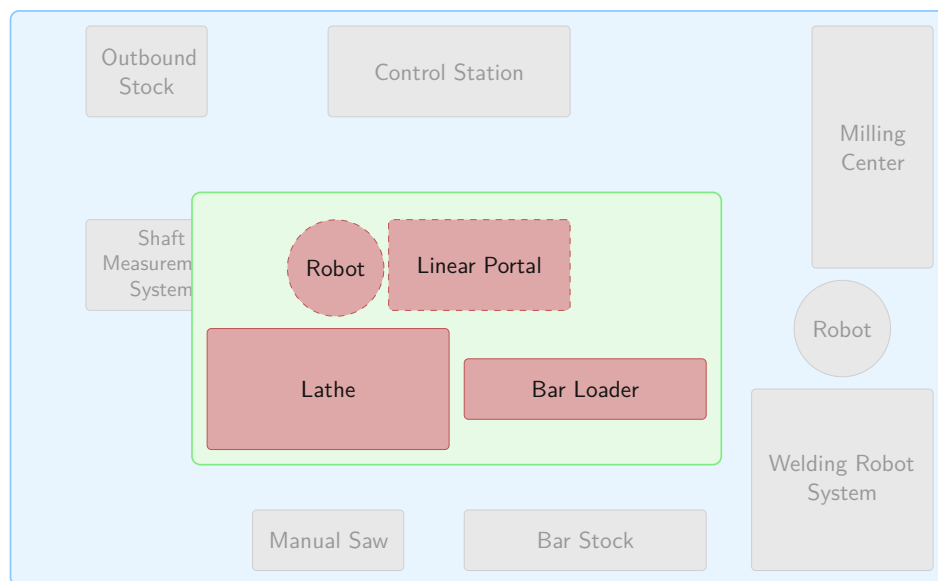 Outbound
Stock
Control Station
Milling
Center
Shaft
System
Robot
Linear Portal
Robot
Lathe
Bar Loader
Welding Robot
System
Manual Saw
Bar Stock